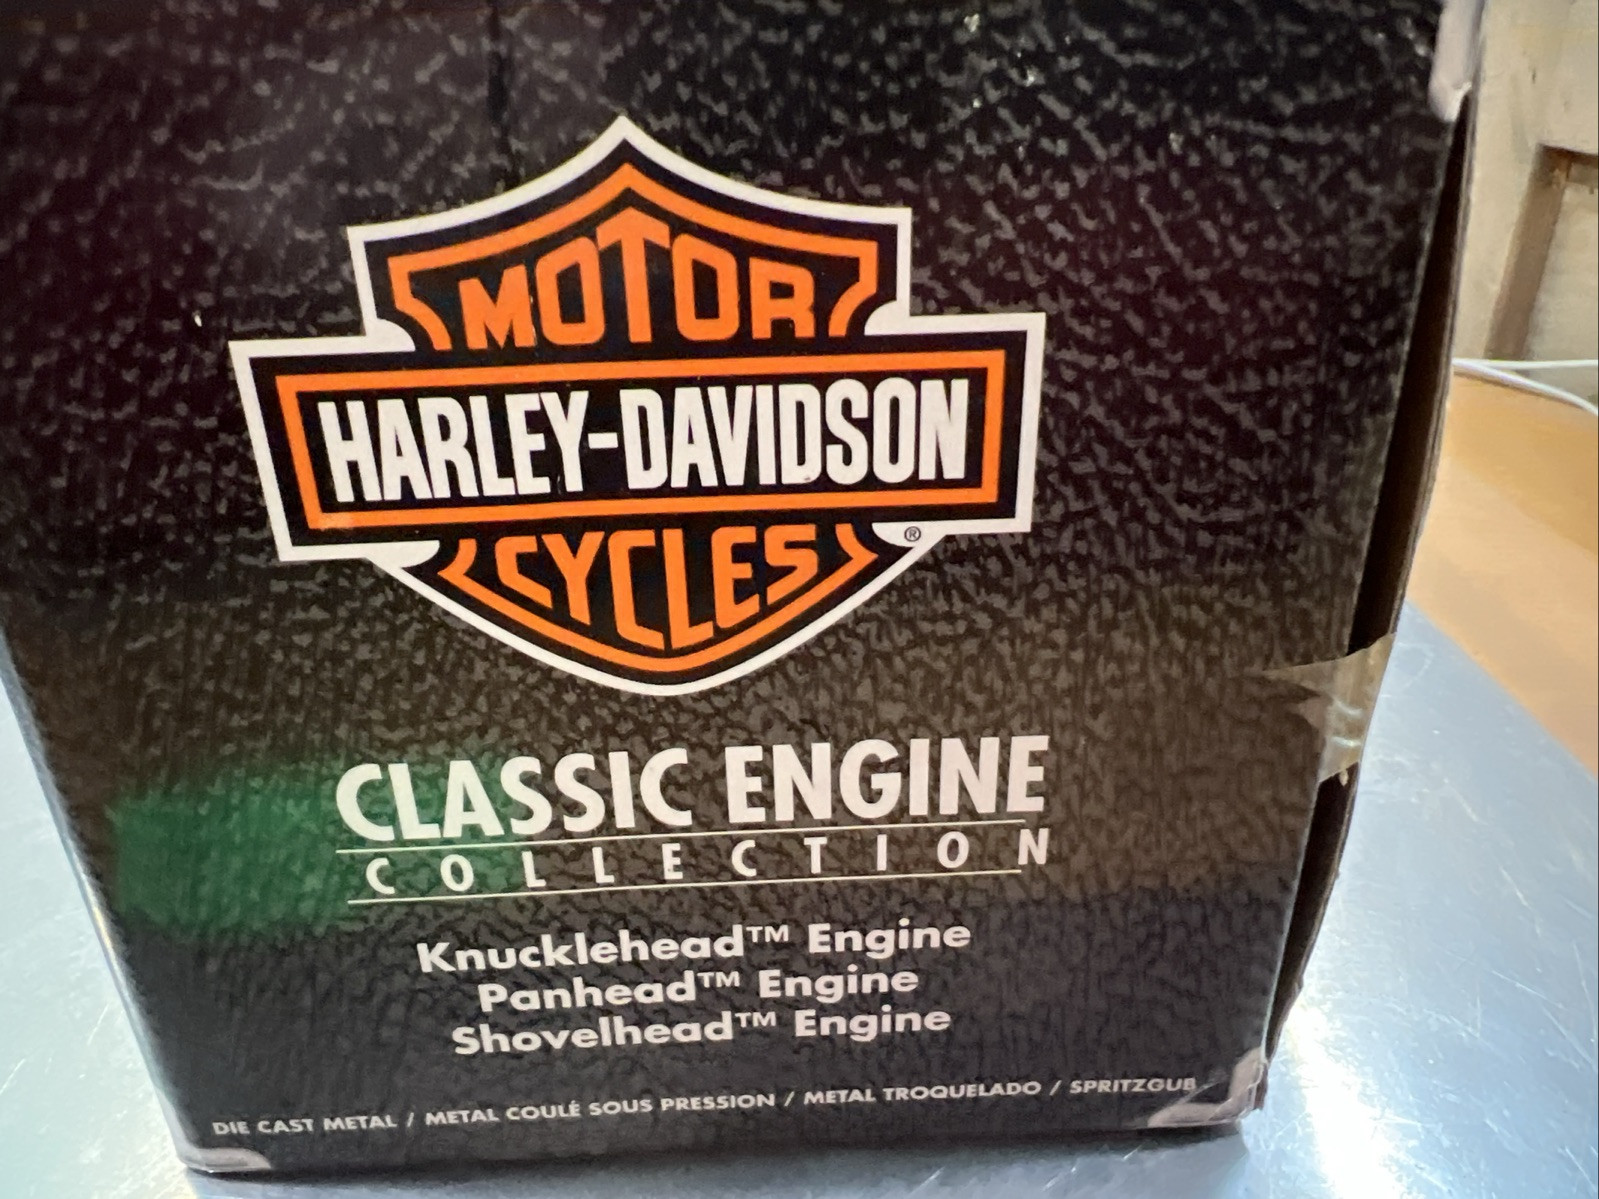 MOTOR
HARLEY-DAVIDSON
CYCLES ®
CLASSIC ENGINE
COLLECTION
Knucklehead™ Engine
Panhead™ Engine
Shovelhead™ Engine
DIE CAST METAL / METAL COULÉ SOUS PRESSION / METAL TROQUELADO / SPRITZGUB